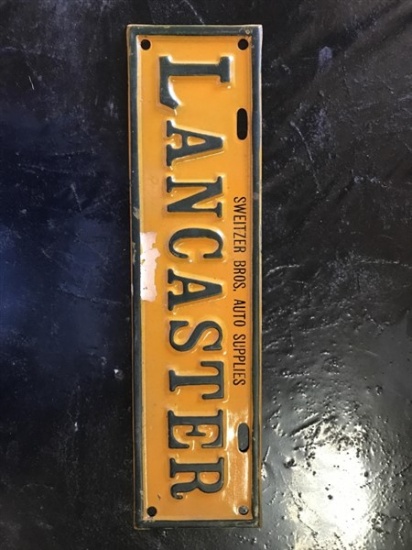 SWEITZER BROS. AUTO SUPPLIES
LANCASTER